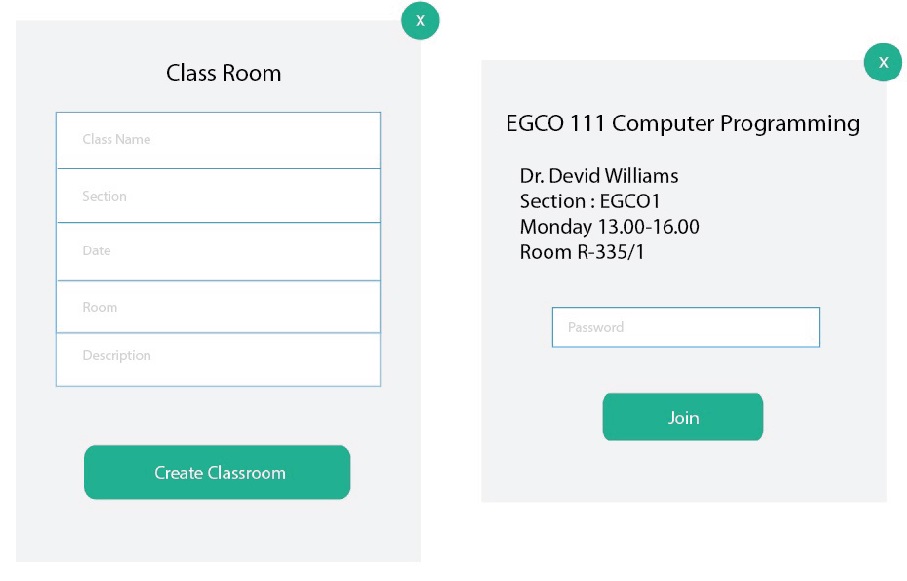 X
Class Room
Class Name
Section
Date
Room
Description
Create Classroom
X
EGCO 111 Computer Programming
Dr. Devid Williams
Section : EGCO1
Monday 13.00-16.00
Room R-335/1
Password
Join